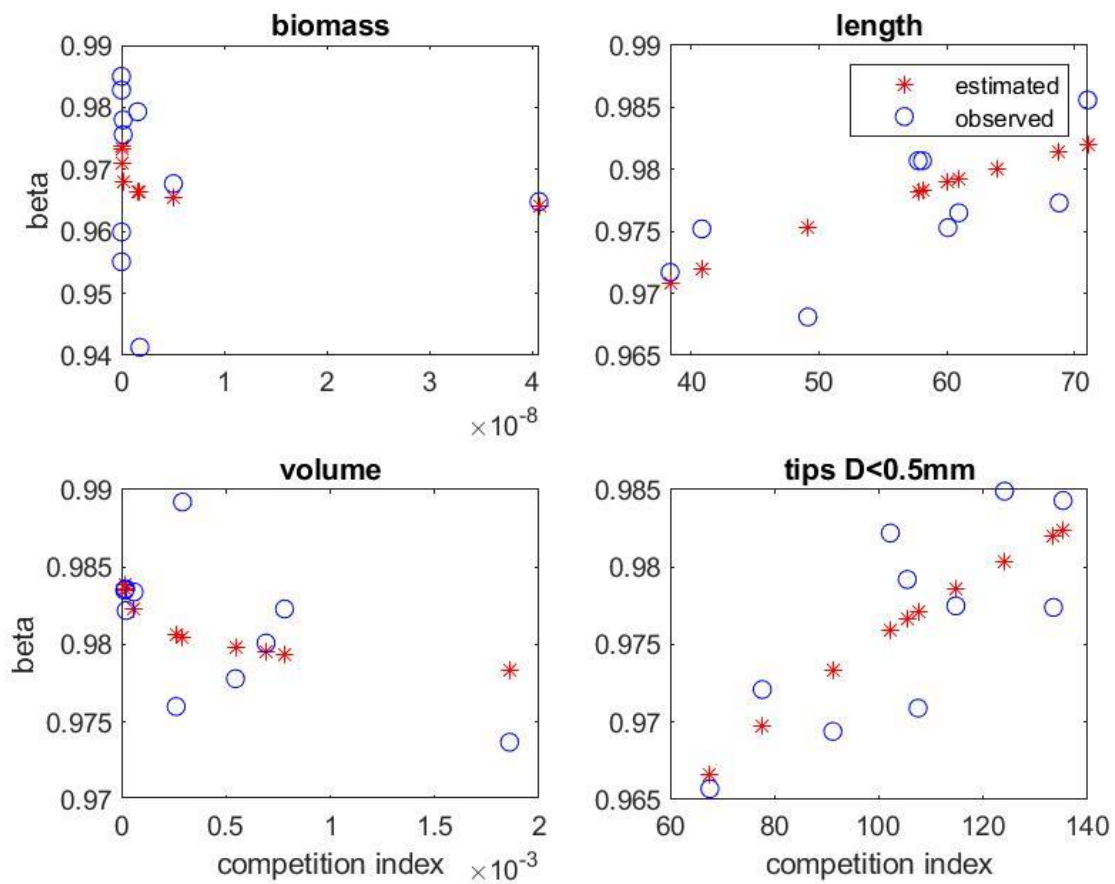 biomass
0.99
0.98
0.97
0.96
0.95
0.94
beta
0 1 2 3 4
×10-8
length
0.99
0.985
0.98
0.975
0.97
0.965
estimated
observed
40 50 60 70
volume
0.99
0.985
0.98
0.975
0.97
beta
0 0.5 1 1.5 2
competition index ×10-3
tips D<0.5mm
0.985
0.98
0.975
0.97
0.965
60 80 100 120 140
competition index